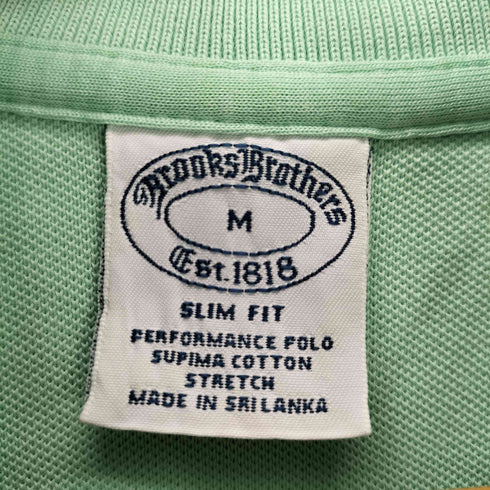 Brooks Brothers
M
Est. 1818
SLIM FIT
PERFORMANCE POLO
SUPIMA COTTON
STRETCH
MADE IN SRI LANKA